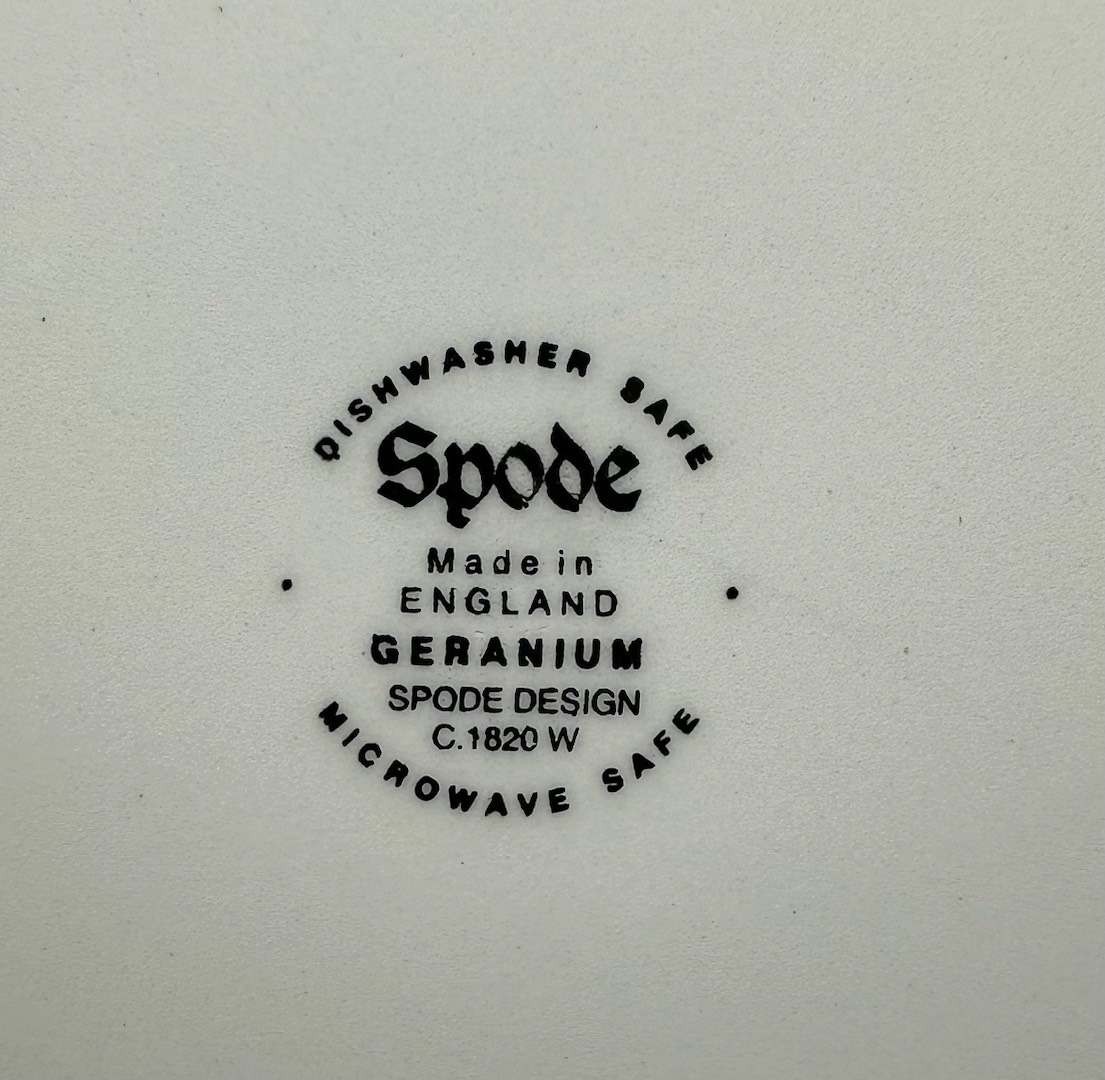 DISHWASHER SAFE
Spode
Made in
ENGLAND
GERANIUM
SPODE DESIGN
C.1820 W
MICROWAVE SAFE